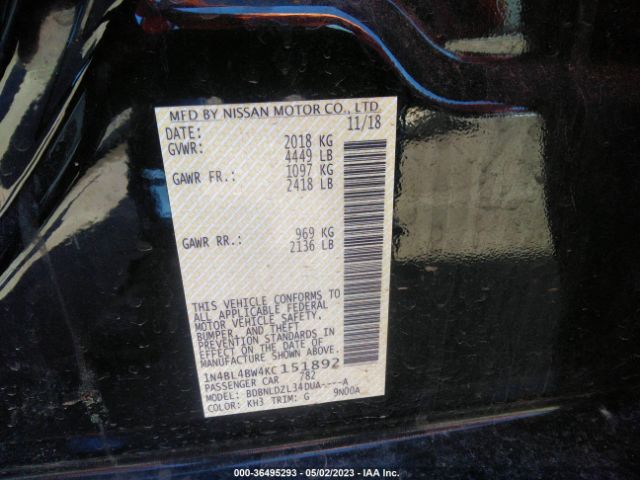 MFD BY NISSAN MOTOR CO., LTD.
DATE: 11/18
GVWR: 2018 KG
4449 LB
GAWR FR.: 1097 KG
2418 LB
GAWR RR.: 969 KG
2136 LB
THIS VEHICLE CONFORMS TO
ALL APPLICABLE FEDERAL
MOTOR VEHICLE SAFETY,
BUMPER, AND THEFT
PREVENTION STANDARDS IN
EFFECT ON THE DATE OF
MANUFACTURE SHOWN ABOVE.
1N4BL4BW4KC151892
PASSENGER CAR 782
MODEL: BDBNLDZL34DUA----A
COLOR: KH3 TRIM: G 9N00A
000-36495293 - 05/02/2023 - IAA Inc.